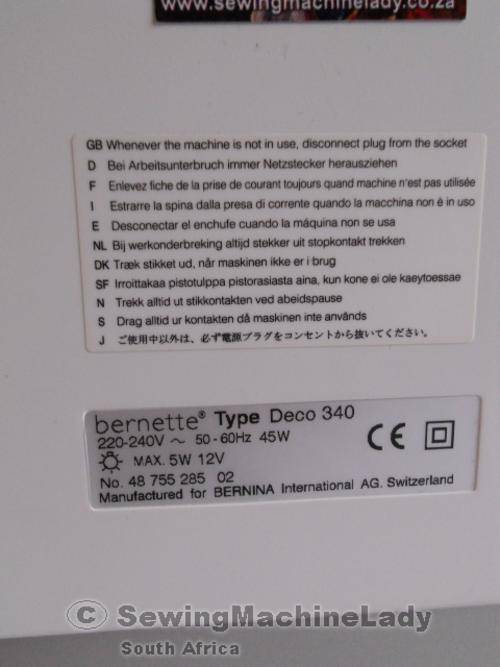 www.sewingmachinelady.co.za
GB Whenever the machine is not in use, disconnect plug from the socket
D Bei Arbeitsunterbruch immer Netzstecker herausziehen
F Enlevez fiche de la prise de courant toujours quand machine n'est pas utilisée
I Estrarre la spina dalla presa di corrente quando la macchina non è in uso
E Desconectar el enchufe cuando la máquina non se usa
NL Bij werkonderbreking altijd stekker uit stopkontakt trekken
DK Træk stikket ud, når maskinen ikke er i brug
SF Irroittakaa pistotulppa pistorasiasta aina, kun kone ei ole kaeytoessae
N Trekk alltid ut stikkontakten ved abeidspause
S Drag alltid ur kontakten då maskinen inte används
J ご使用中以外は、必ず電源プラグをコンセントから抜いてください。
bernette® Type Deco 340
220-240V ~ 50-60Hz 45W
MAX. 5W 12V
No. 48 755 285 02
Manufactured for BERNINA International AG. Switzerland
CE
© SewingMachineLady
South Africa